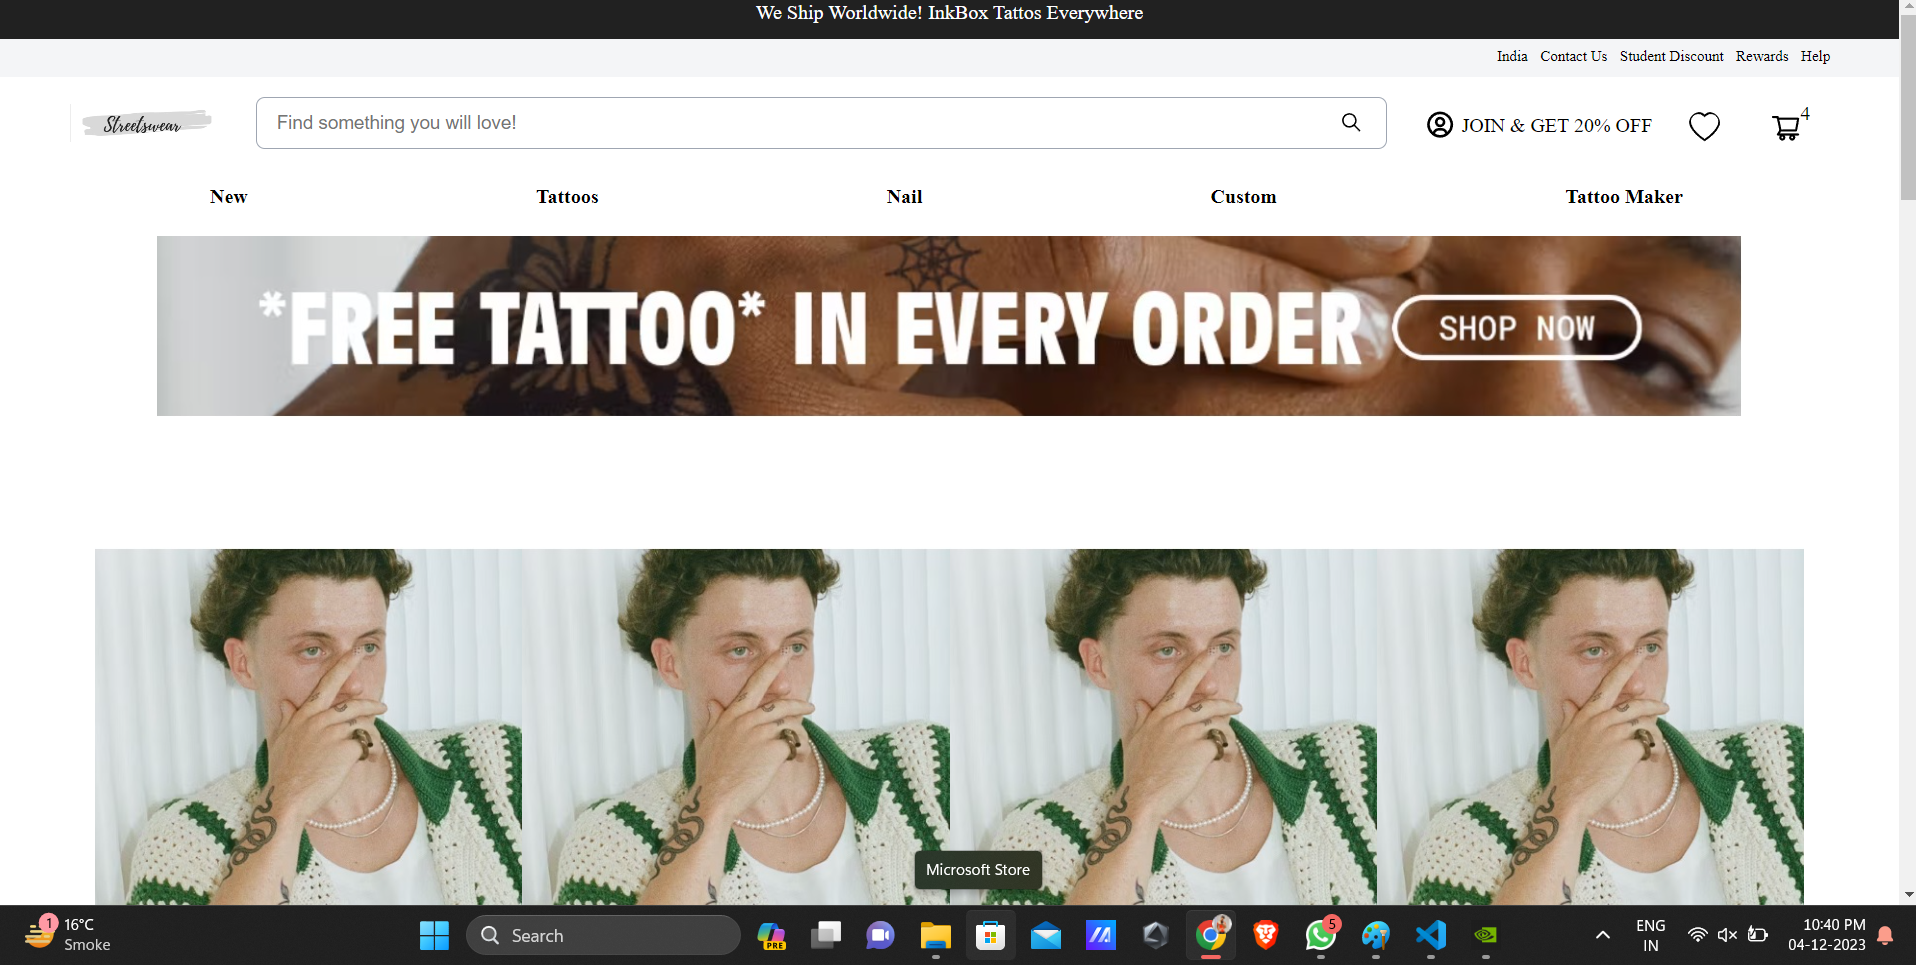 We Ship Worldwide! InkBox Tattos Everywhere
India Contact Us Student Discount Rewards Help
Streetswear
Find something you will love!
JOIN & GET 20% OFF
4
New Tattoos Nail Custom Tattoo Maker
*FREE TATTOO* IN EVERY ORDER SHOP NOW
Microsoft Store
1
16°C
Smoke
Search
PRE
5
ENG
IN
10:40 PM
04-12-2023